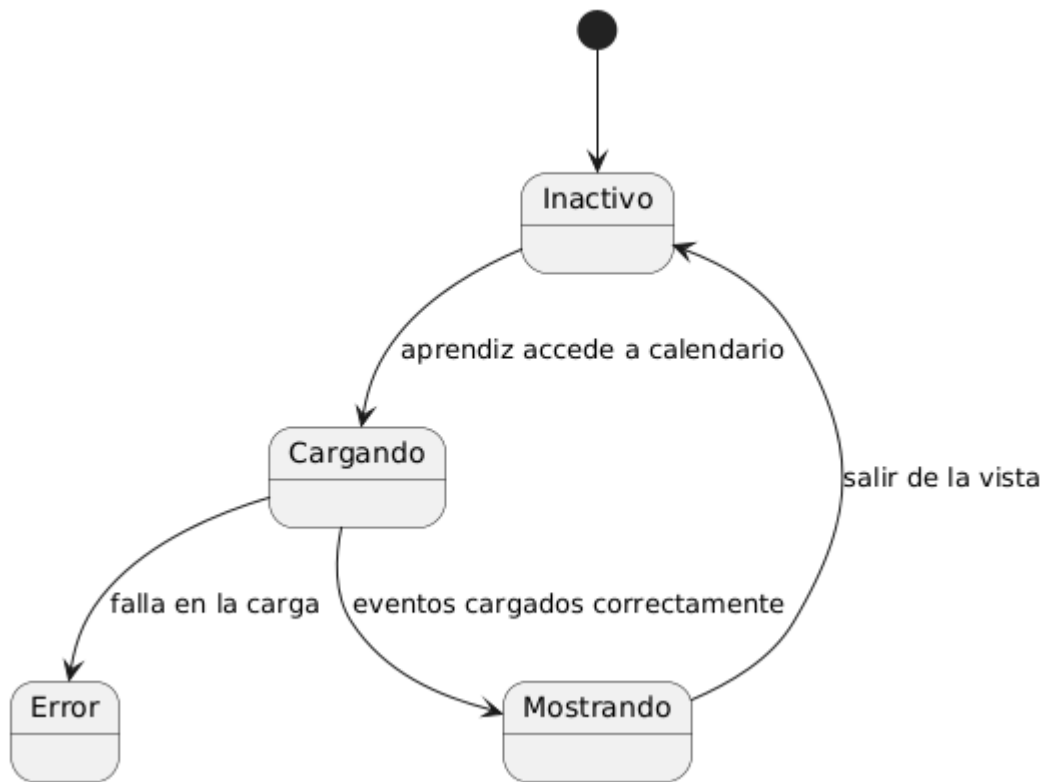 Inactivo
aprendiz accede a calendario
Cargando
salir de la vista
falla en la carga
eventos cargados correctamente
Error
Mostrando